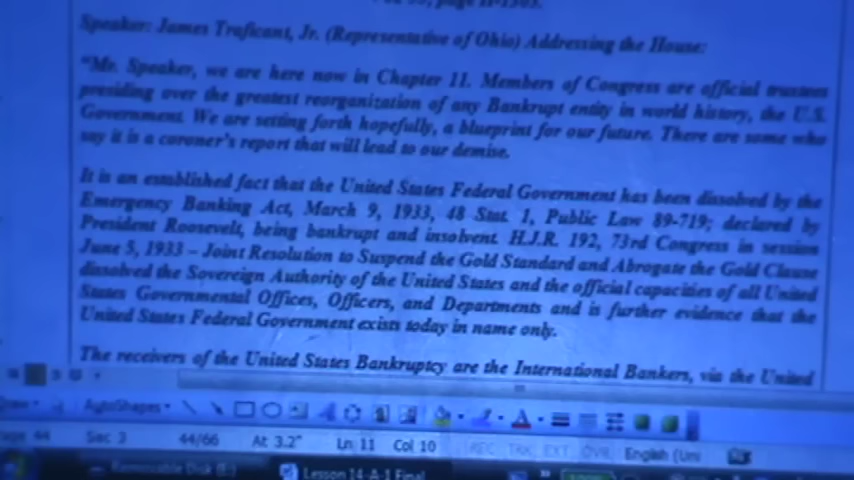 page H-1303.
Speaker: James Traficant, Jr. (Representative of Ohio) Addressing the House:
"Mr. Speaker, we are here now in Chapter 11. Members of Congress are official trustees
presiding over the greatest reorganization of any Bankrupt entity in world history, the U.S.
Government. We are setting forth hopefully, a blueprint for our future. There are some who
say it is a coroner's report that will lead to our demise.
It is an established fact that the United States Federal Government has been dissolved by the
Emergency Banking Act, March 9, 1933, 48 Stat. 1, Public Law 89-719; declared by
President Roosevelt, being bankrupt and insolvent. H.J.R. 192, 73rd Congress in session
June 5, 1933 – Joint Resolution to Suspend the Gold Standard and Abrogate the Gold Clause
dissolved the Sovereign Authority of the United States and the official capacities of all United
States Governmental Offices, Officers, and Departments and is further evidence that the
United States Federal Government exists today in name only.
The receivers of the United States Bankruptcy are the International Bankers, via the United
Draw AutoShapes
Page 44 Sec 3 44/66 At 3.2" Ln 11 Col 10 REC TRK EXT OVR English (Uni
Removable Disk (E:) Lesson 14-A-1 Final